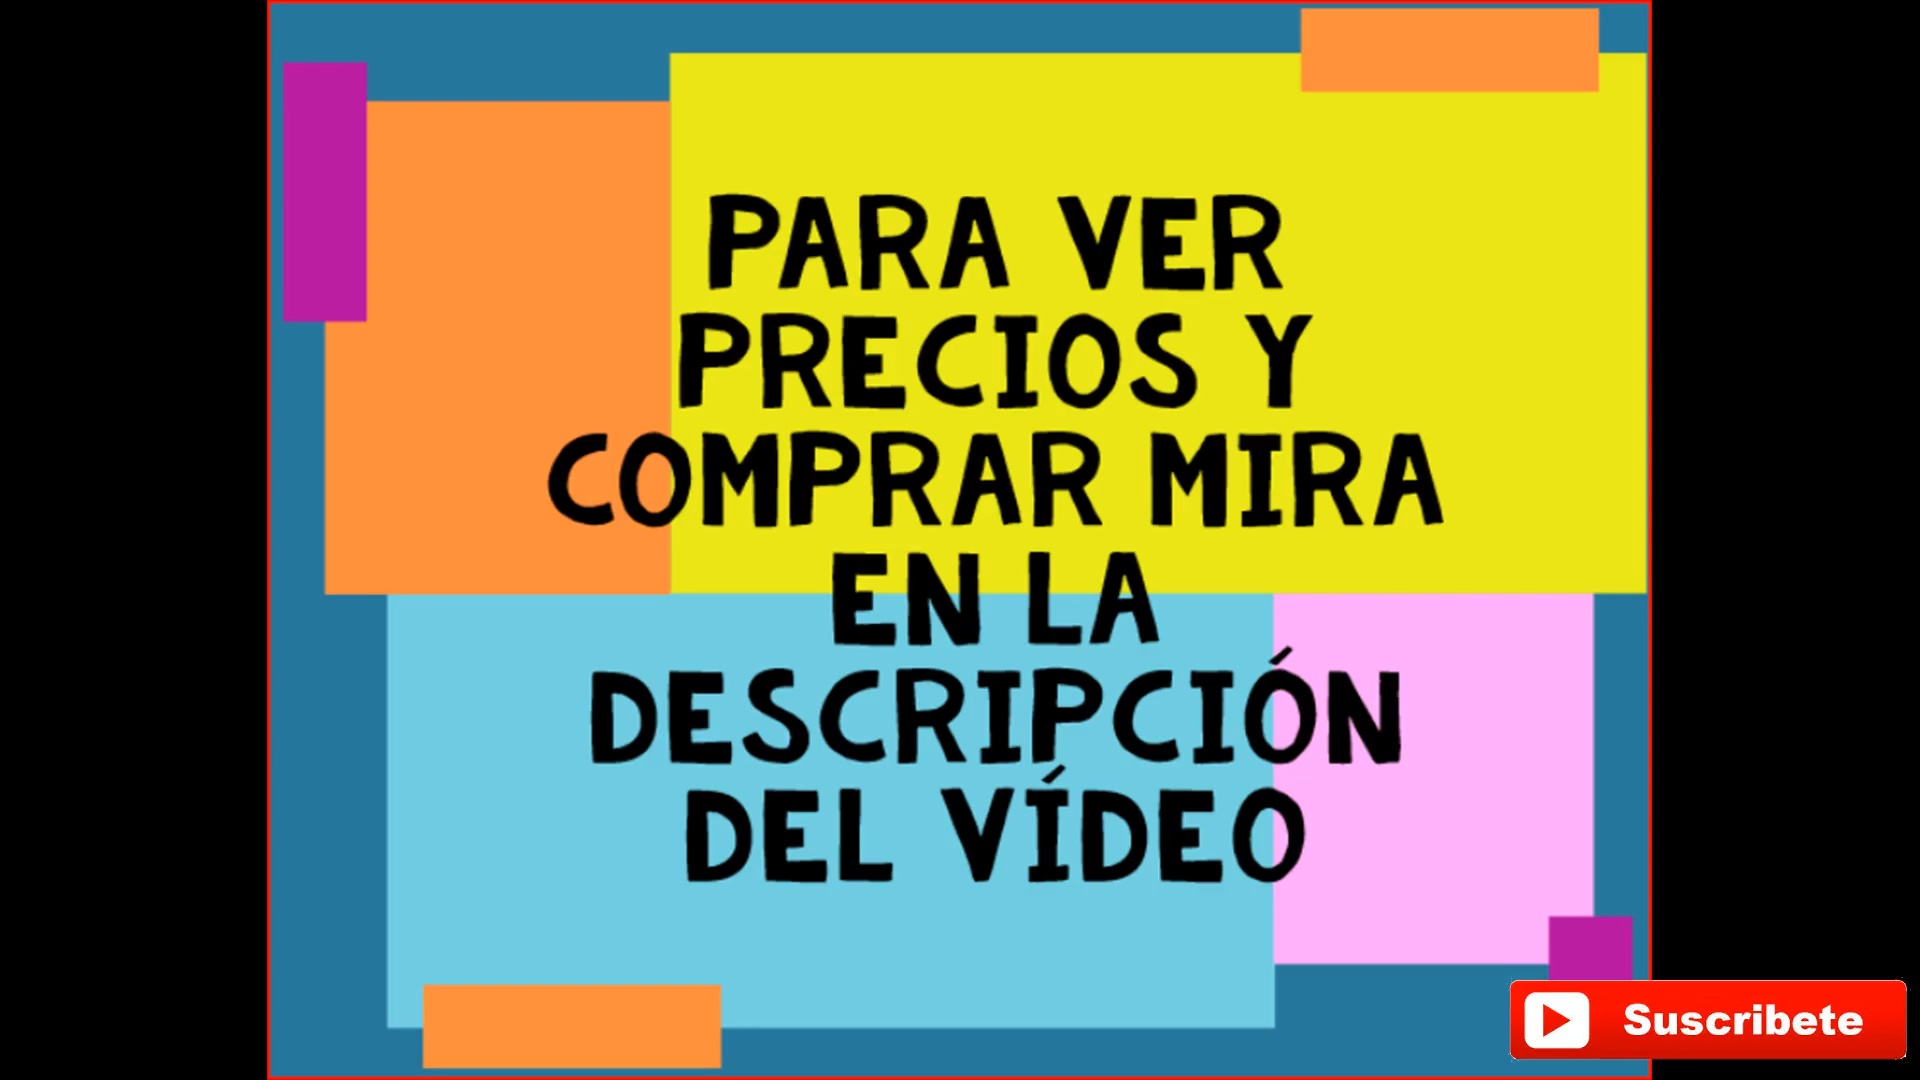 PARA VER
PRECIOS Y
COMPRAR MIRA
EN LA
DESCRIPCIÓN
DEL VÍDEO
Suscribete